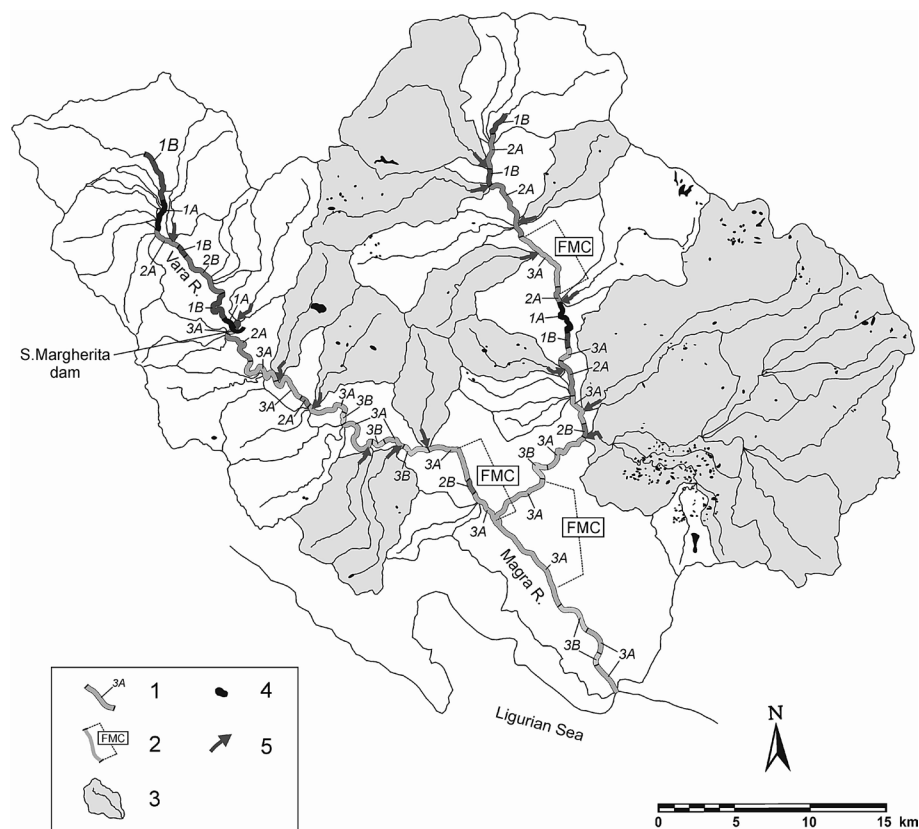 1B
2A
1B
2A
FMC
3A
2A
1A
1B
3A
2A
3A
2B
3A
3B
3A
1B
1A
2A
1B
2B
Vara R.
1A
1B
3A
2A
S.Margherita
dam
3A
3A
2A
3A
3B
3A
3B
3B
3A
FMC
2B
3A
FMC
3A
Magra R.
3B
3A
Ligurian Sea
N
3A 1
FMC 2
3
4
5
0 5 10 15 km